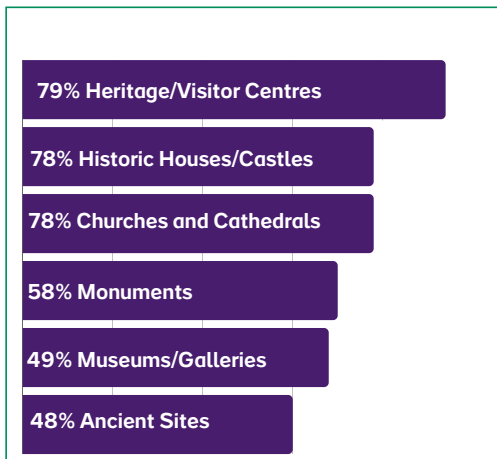 79% Heritage/Visitor Centres
78% Historic Houses/Castles
78% Churches and Cathedrals
58% Monuments
49% Museums/Galleries
48% Ancient Sites